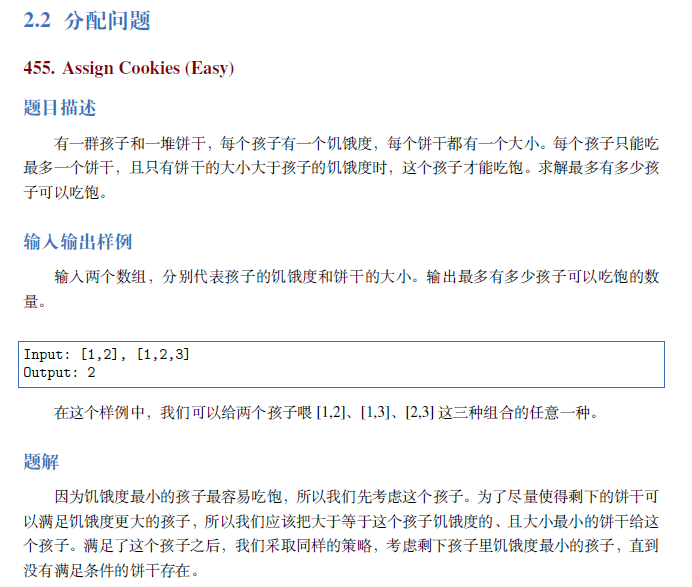 2.2 分配问题
455. Assign Cookies (Easy)
题目描述
有一群孩子和一堆饼干，每个孩子有一个饥饿度，每个饼干都有一个大小。每个孩子只能吃
最多一个饼干，且只有饼干的大小大于孩子的饥饿度时，这个孩子才能吃饱。求解最多有多少孩
子可以吃饱。
输入输出样例
输入两个数组，分别代表孩子的饥饿度和饼干的大小。输出最多有多少孩子可以吃饱的数
量。
Input: [1,2], [1,2,3]
Output: 2
在这个样例中，我们可以给两个孩子喂 [1,2]、[1,3]、[2,3] 这三种组合的任意一种。
题解
因为饥饿度最小的孩子最容易吃饱，所以我们先考虑这个孩子。为了尽量使得剩下的饼干可
以满足饥饿度更大的孩子，所以我们应该把大于等于这个孩子饥饿度的、且大小最小的饼干给这
个孩子。满足了这个孩子之后，我们采取同样的策略，考虑剩下孩子里饥饿度最小的孩子，直到
没有满足条件的饼干存在。